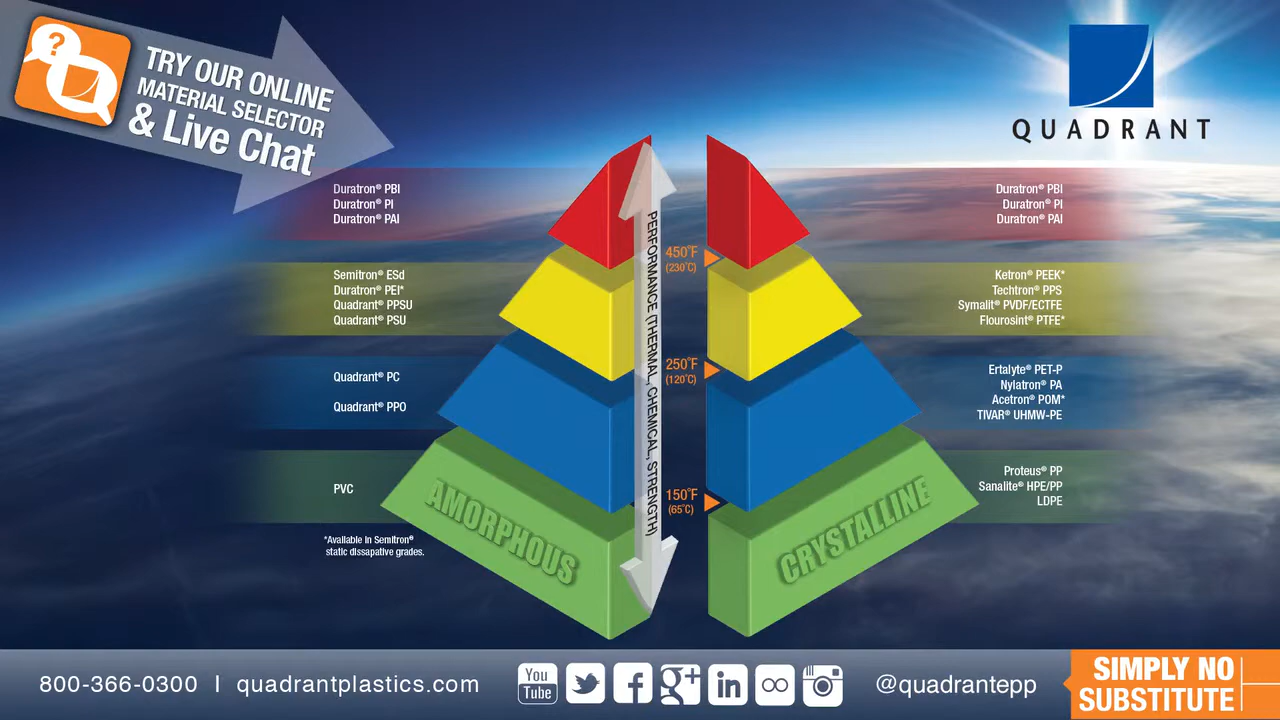 TRY OUR ONLINE
MATERIAL SELECTOR
& Live Chat
QUADRANT
Duratron® PBI
Duratron® PI
Duratron® PAI
Semitron® ESd
Duratron® PEI*
Quadrant® PPSU
Quadrant® PSU
Quadrant® PC
Quadrant® PPO
PVC
*Available in Semitron®
static dissapative grades.
AMORPHOUS
PERFORMANCE (THERMAL, CHEMICAL, STRENGTH)
450°F
(230°C)
250°F
(120°C)
150°F
(65°C)
CRYSTALLINE
Duratron® PBI
Duratron® PI
Duratron® PAI
Ketron® PEEK*
Techtron® PPS
Symalit® PVDF/ECTFE
Flourosint® PTFE*
Ertalyte® PET-P
Nylatron® PA
Acetron® POM*
TIVAR® UHMW-PE
Proteus® PP
Sanalite® HPE/PP
LDPE
800-366-0300 | quadrantplastics.com
You
Tube
@quadrantepp
SIMPLY NO
SUBSTITUTE